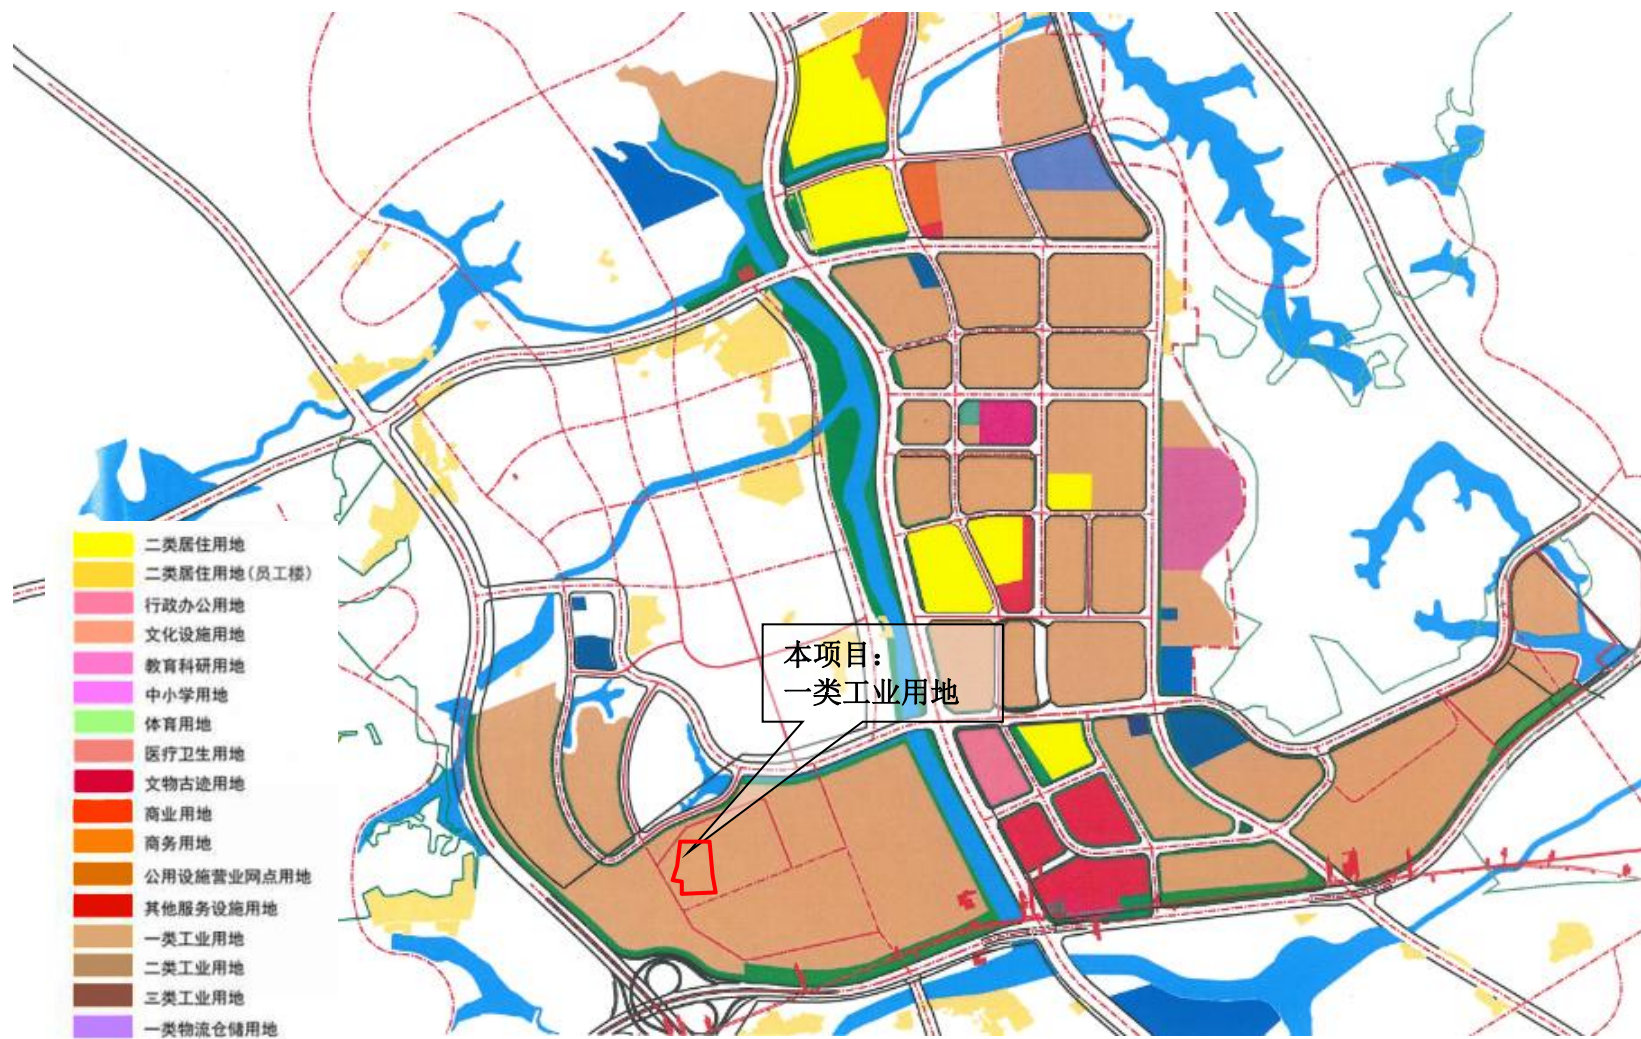 本项目：
一类工业用地
二类居住用地
二类居住用地(员工楼)
行政办公用地
文化设施用地
教育科研用地
中小学用地
体育用地
医疗卫生用地
文物古迹用地
商业用地
商务用地
公用设施营业网点用地
其他服务设施用地
一类工业用地
二类工业用地
三类工业用地
一类物流仓储用地